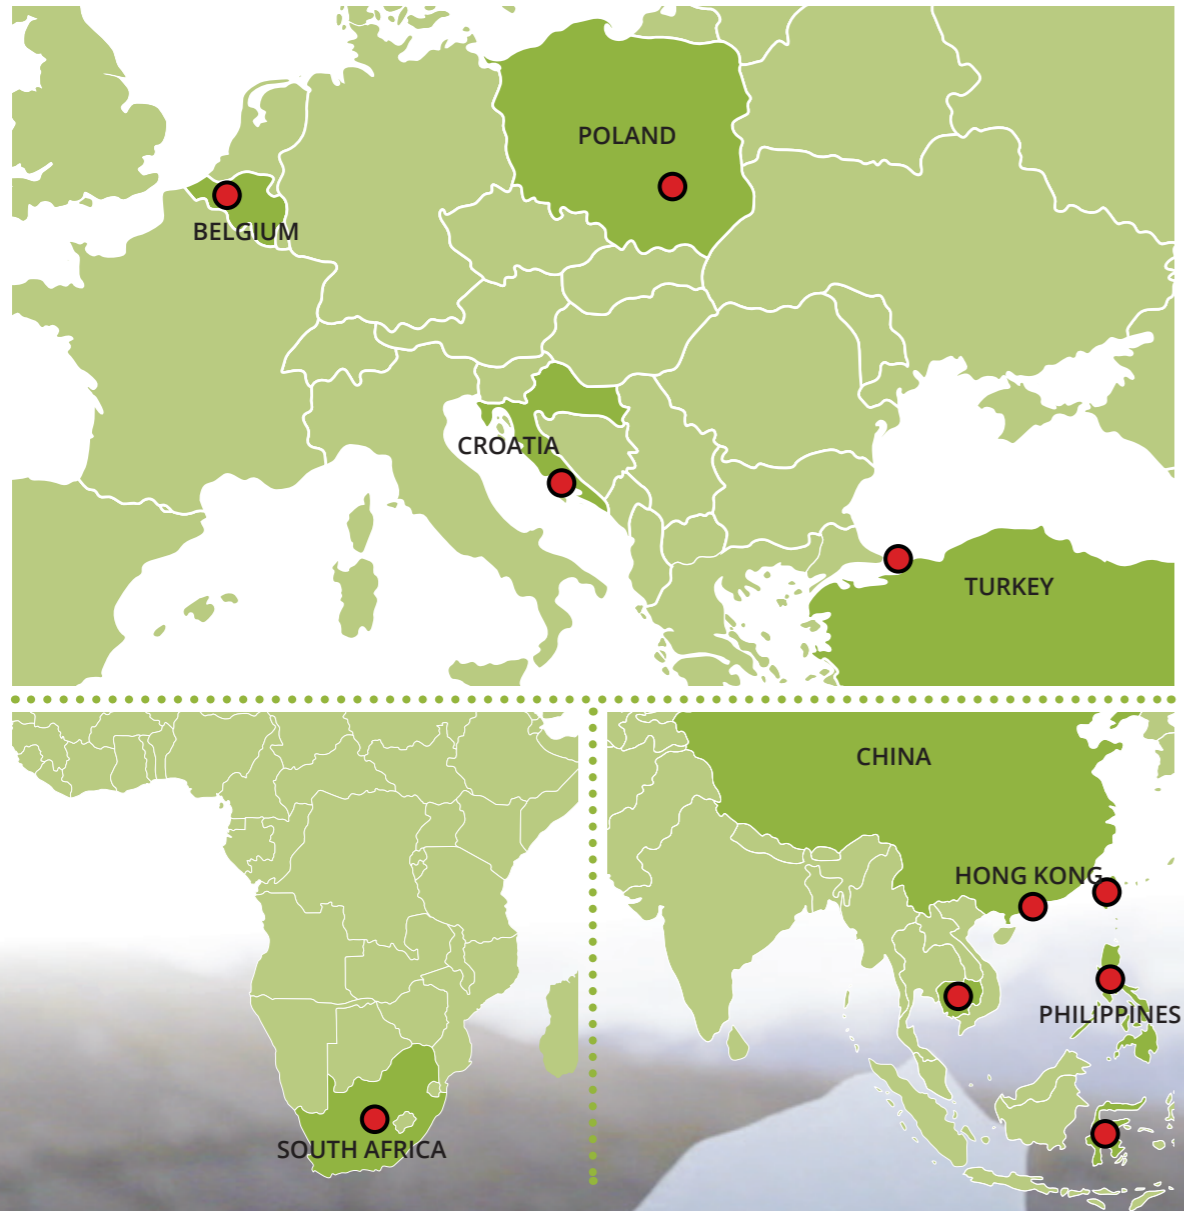 POLAND
BELGIUM
CROATIA
TURKEY
CHINA
HONG KONG
PHILIPPINES
SOUTH AFRICA